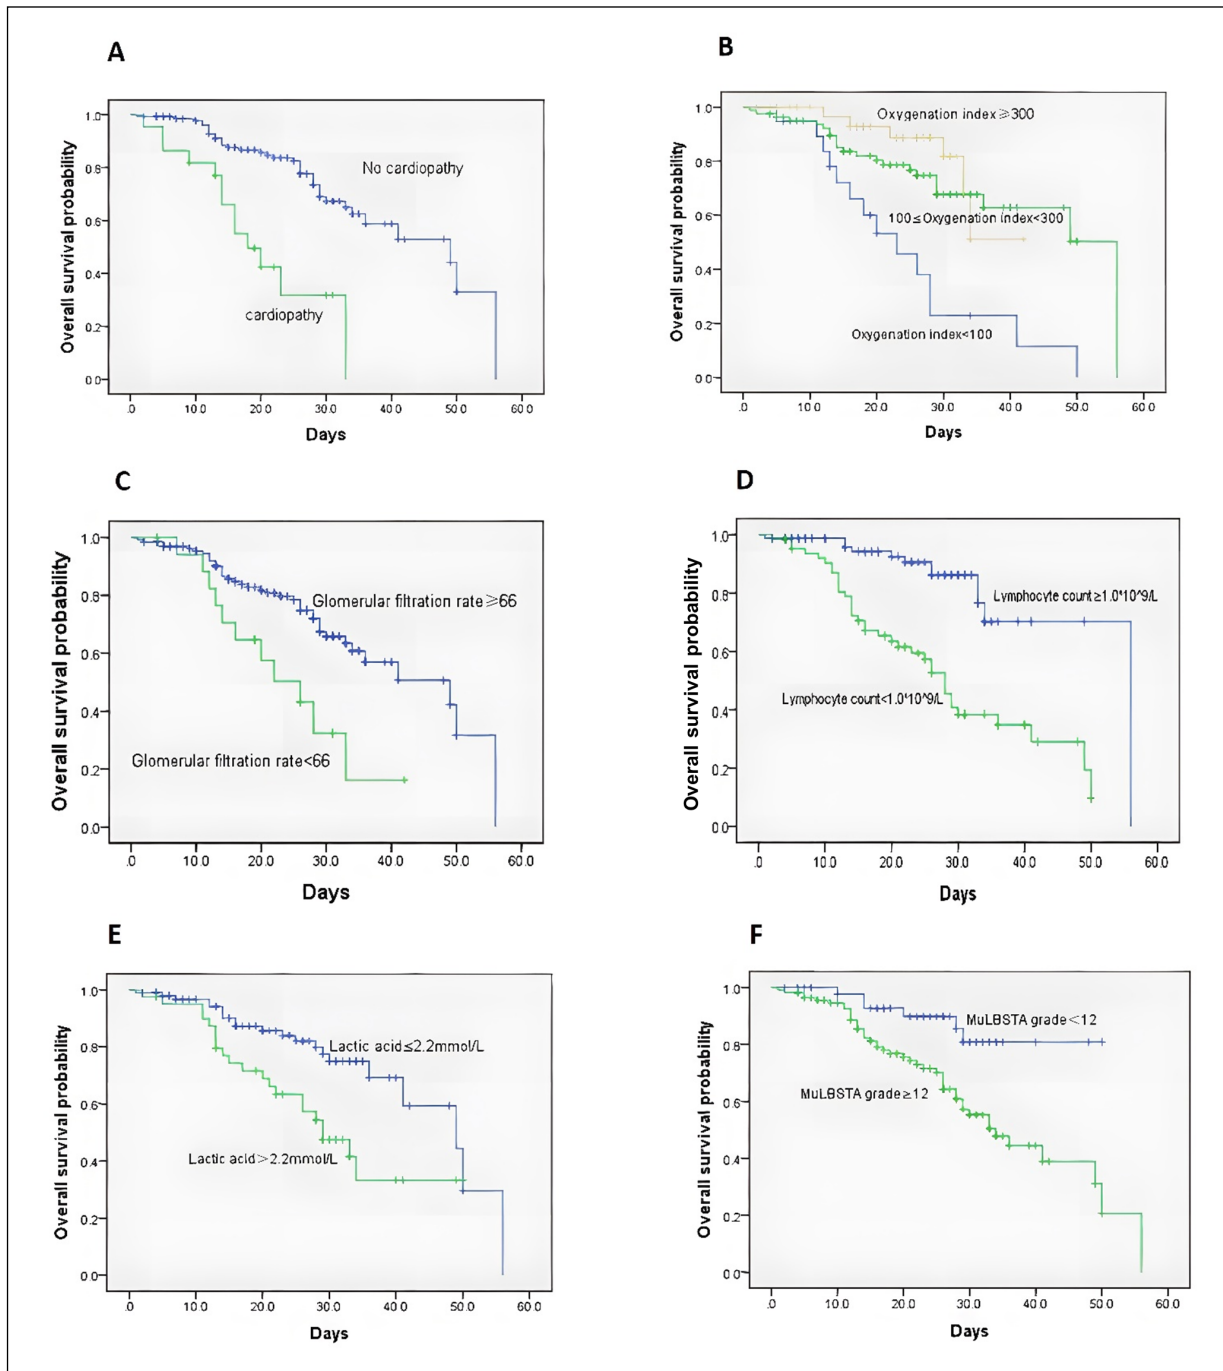 A
Overall survival probability
1.0
0.8
0.6
0.4
0.2
0.0
No cardiopathy
cardiopathy
.0 10.0 20.0 30.0 40.0 50.0 60.0
Days
B
Overall survival probability
1.0
0.8
0.6
0.4
0.2
0.0
Oxygenation index≥300
100≤Oxygenation index<300
Oxygenation index<100
.0 10.0 20.0 30.0 40.0 50.0 60.0
Days
C
Overall survival probability
1.0
0.8
0.6
0.4
0.2
0.0
Glomerular filtration rate≥66
Glomerular filtration rate<66
.0 10.0 20.0 30.0 40.0 50.0 60.0
Days
D
Overall survival probability
1.0
0.8
0.6
0.4
0.2
0.0
Lymphocyte count≥1.0*10^9/L
Lymphocyte count<1.0*10^9/L
.0 10.0 20.0 30.0 40.0 50.0 60.0
Days
E
Overall survival probability
1.0
0.8
0.6
0.4
0.2
0.0
Lactic acid≤2.2mmol/L
Lactic acid>2.2mmol/L
.0 10.0 20.0 30.0 40.0 50.0 60.0
Days
F
Overall survival probability
1.0
0.8
0.6
0.4
0.2
0.0
MuLBSTA grade<12
MuLBSTA grade≥12
.0 10.0 20.0 30.0 40.0 50.0 60.0
Days